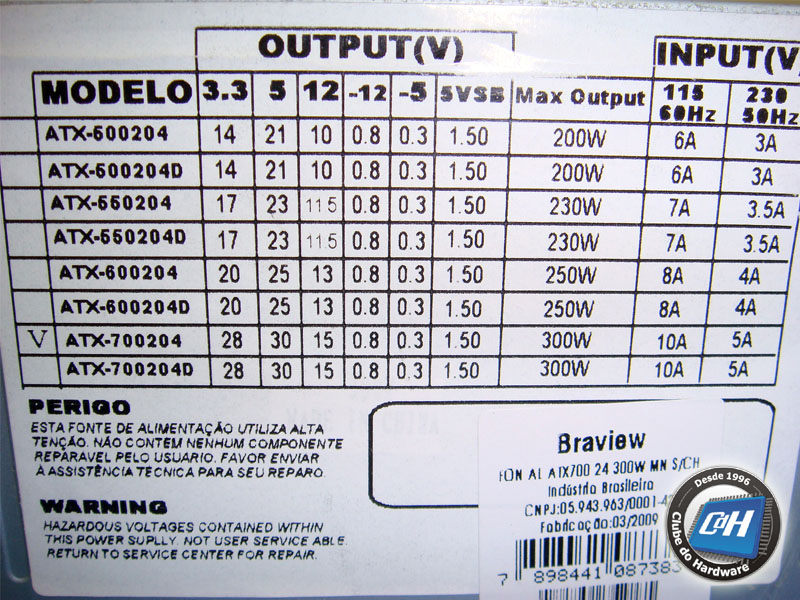 OUTPUT(V) INPUT(V)
MODELO 3.3 5 12 -12 -5 5VSB Max Output 115 60Hz 230 50Hz
ATX-500204 14 21 10 0.8 0.3 1.50 200W 6A 3A
ATX-500204D 14 21 10 0.8 0.3 1.50 200W 6A 3A
ATX-550204 17 23 11.5 0.8 0.3 1.50 230W 7A 3.5A
ATX-550204D 17 23 11.5 0.8 0.3 1.50 230W 7A 3.5A
ATX-600204 20 25 13 0.8 0.3 1.50 250W 8A 4A
ATX-600204D 20 25 13 0.8 0.3 1.50 250W 8A 4A
V ATX-700204 28 30 15 0.8 0.3 1.50 300W 10A 5A
ATX-700204D 28 30 15 0.8 0.3 1.50 300W 10A 5A
PERIGO
ESTA FONTE DE ALIMENTAÇÃO UTILIZA ALTA
TENÇÃO. NÃO CONTÉM NENHUM COMPONENTE
REPARÁVEL PELO USUARIO. FAVOR ENVIAR
À ASSISTÊNCIA TECNICA PARA SEU REPARO.
WARNING
HAZARDOUS VOLTAGES CONTAINED WITHIN
THIS POWER SUPLLY. NOT USER SERVICE ABLE.
RETURN TO SERVICE CENTER FOR REPAIR.
MADE IN CHINA
Braview
FON AL ATX700 24 300W MN S/CH
Indústria Brasileira
CNPJ:05.943.963/0001-4
Fabricação:03/2009
7 898441 087383
Desde 1996
CdH
Clube do Hardware